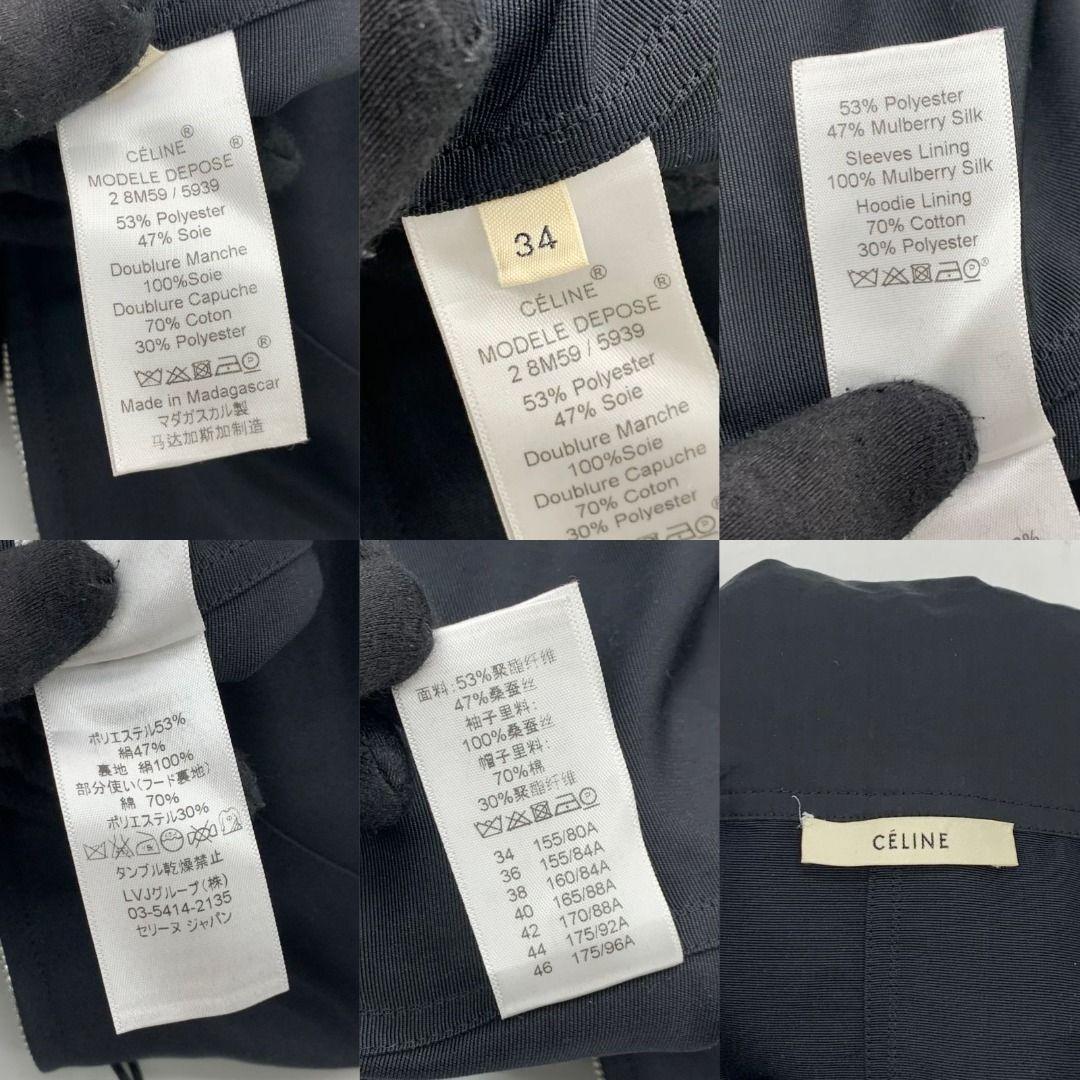 CÉLINE®
MODELE DEPOSE®
2 8M59 / 5939
53% Polyester
47% Soie
Doublure Manche
100%Soie
Doublure Capuche
70% Coton
30% Polyester
Made in Madagascar
マダガスカル製
马达加斯加制造
34
CÉLINE®
MODELE DEPOSE®
2 8M59 / 5939
53% Polyester
47% Soie
Doublure Manche
100%Soie
Doublure Capuche
70% Coton
30% Polyester
53% Polyester
47% Mulberry Silk
Sleeves Lining
100% Mulberry Silk
Hoodie Lining
70% Cotton
30% Polyester
ポリエステル53%
絹47%
裏地 絹100%
部分使い(フード裏地)
綿 70%
ポリエステル30%
タンブル乾燥禁止
LVJグループ(株)
03-5414-2135
セリーヌ ジャパン
面料:53%聚酯纤维
47%桑蚕丝
袖子里料:
100%桑蚕丝
帽子里料:
70%棉
30%聚酯纤维
34 155/80A
36 155/84A
38 160/84A
40 165/88A
42 170/88A
44 175/92A
46 175/96A
CÉLINE